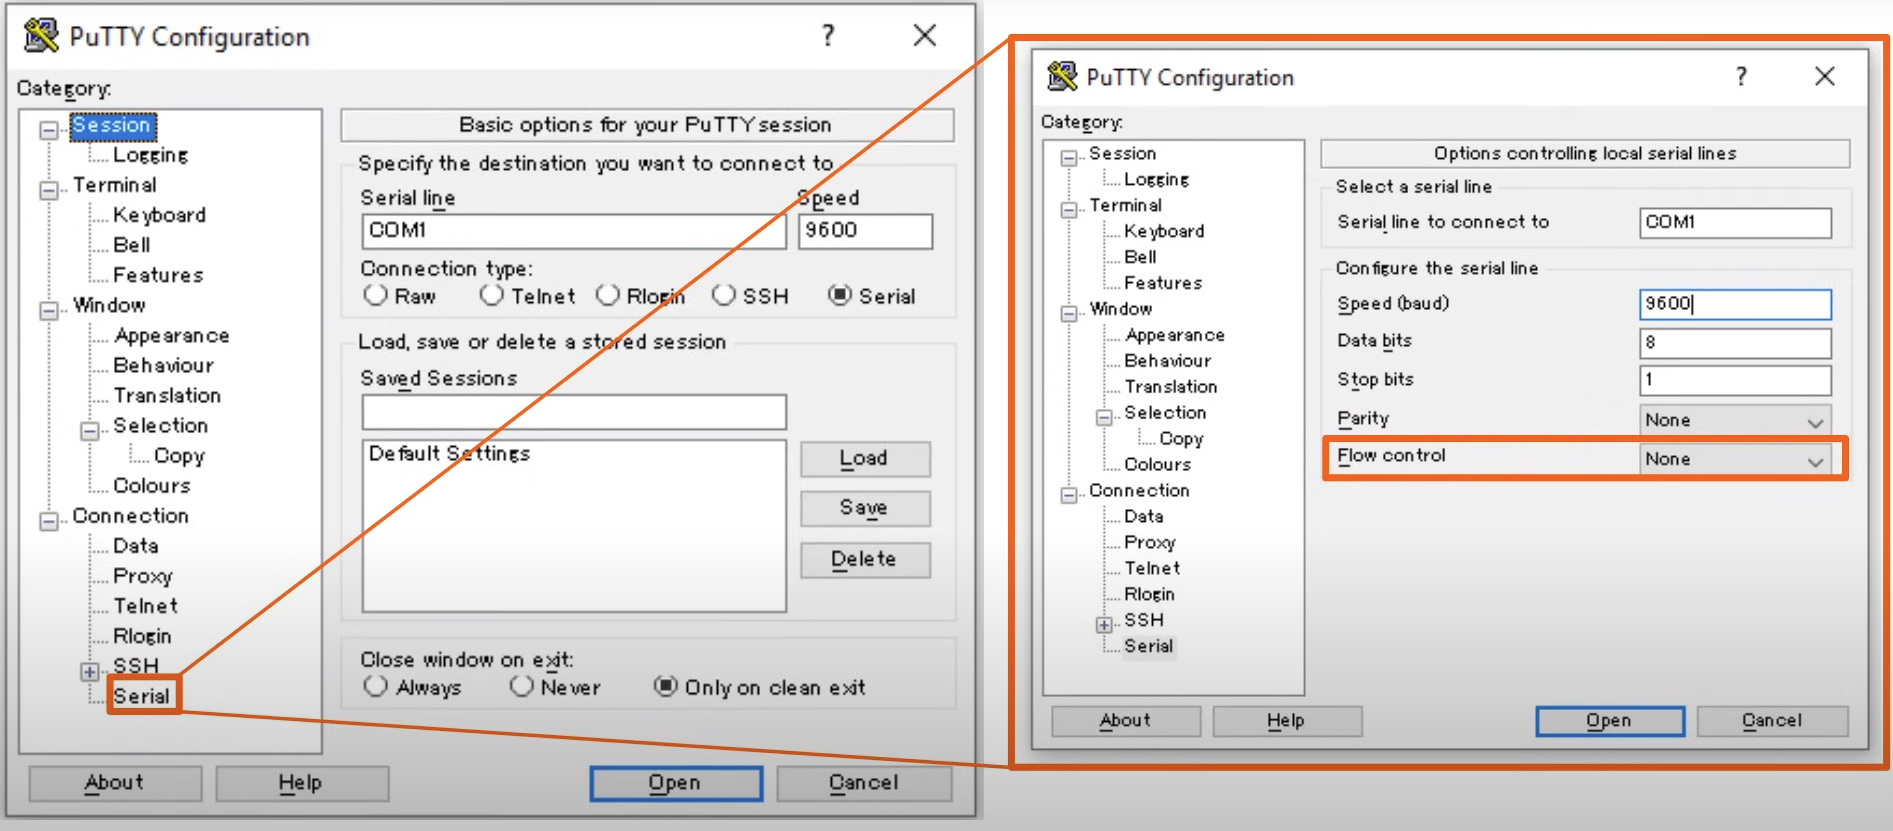 PuTTY Configuration
?
Category:
Session
Logging
Terminal
Keyboard
Bell
Features
Window
Appearance
Behaviour
Translation
Selection
Copy
Colours
Connection
Data
Proxy
Telnet
Rlogin
SSH
Serial
Basic options for your PuTTY session
Specify the destination you want to connect to
Serial line Speed
COM1 9600
Connection type:
Raw Telnet Rlogin SSH Serial
Load, save or delete a stored session
Saved Sessions
Default Settings
Load
Save
Delete
Close window on exit:
Always Never Only on clean exit
About Help Open Cancel
PuTTY Configuration
?
Category:
Session
Logging
Terminal
Keyboard
Bell
Features
Window
Appearance
Behaviour
Translation
Selection
Copy
Colours
Connection
Data
Proxy
Telnet
Rlogin
SSH
Serial
Options controlling local serial lines
Select a serial line
Serial line to connect to COM1
Configure the serial line
Speed (baud) 9600
Data bits 8
Stop bits 1
Parity None
Flow control None
About Help Open Cancel